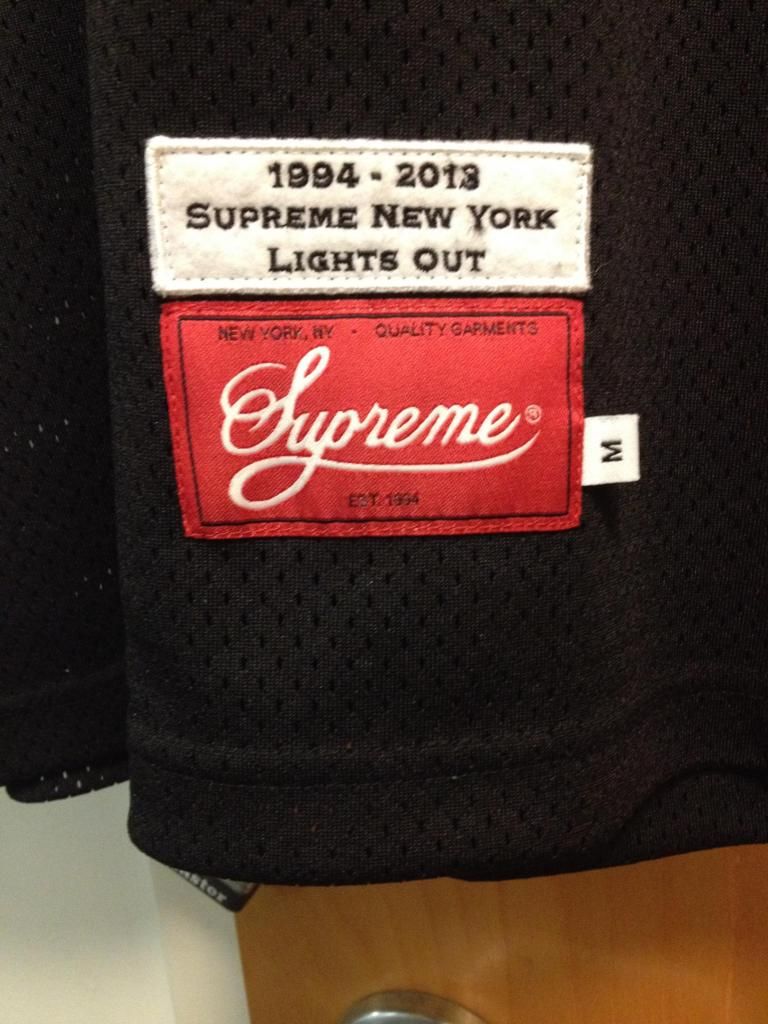 1994 - 2013
SUPREME NEW YORK
LIGHTS OUT
NEW YORK, NY - QUALITY GARMENTS
Supreme®
EST. 1994
M